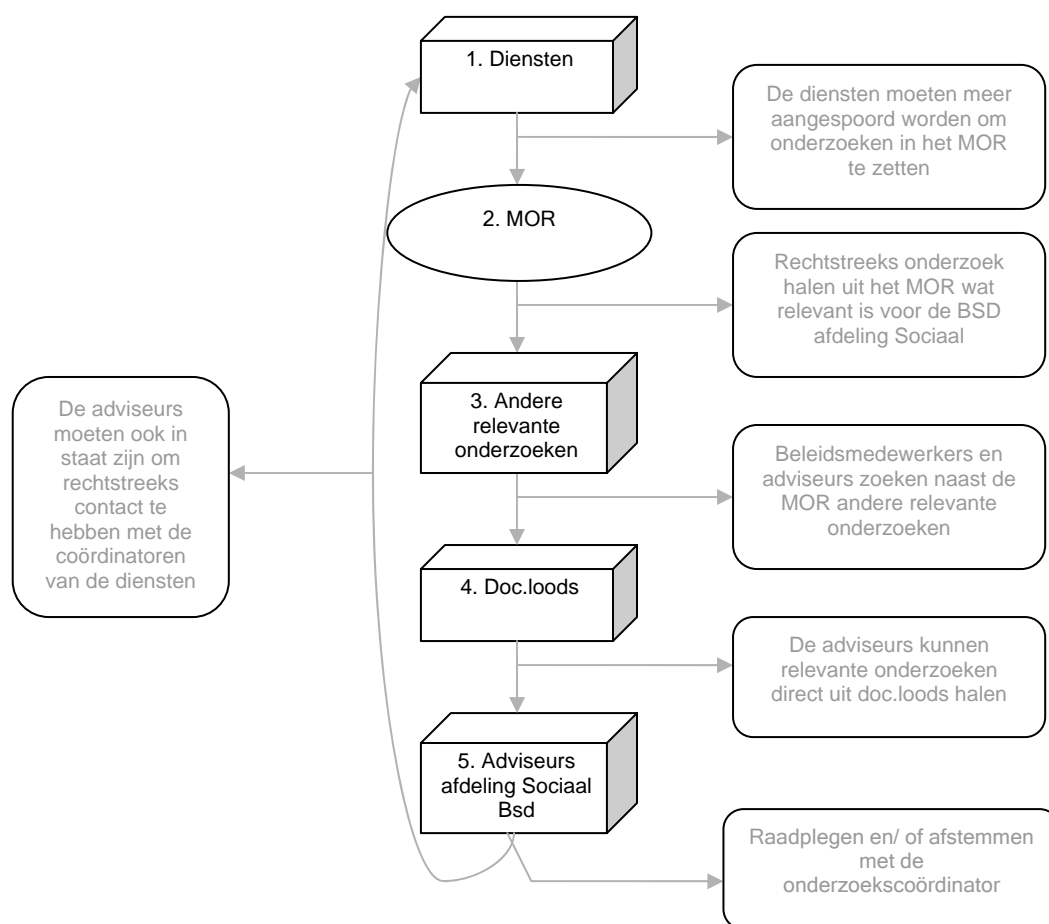 1. Diensten
De diensten moeten meer
aangespoord worden om
onderzoeken in het MOR
te zetten
2. MOR
Rechtstreeks onderzoek
halen uit het MOR wat
relevant is voor de BSD
afdeling Sociaal
3. Andere
relevante
onderzoeken
De adviseurs
moeten ook in
staat zijn om
rechtstreeks
contact te
hebben met de
coördinatoren
van de diensten
Beleidsmedewerkers en
adviseurs zoeken naast de
MOR andere relevante
onderzoeken
4. Doc.loods
De adviseurs kunnen
relevante onderzoeken
direct uit doc.loods halen
5. Adviseurs
afdeling Sociaal
Bsd
Raadplegen en/ of afstemmen
met de
onderzoekscoördinator